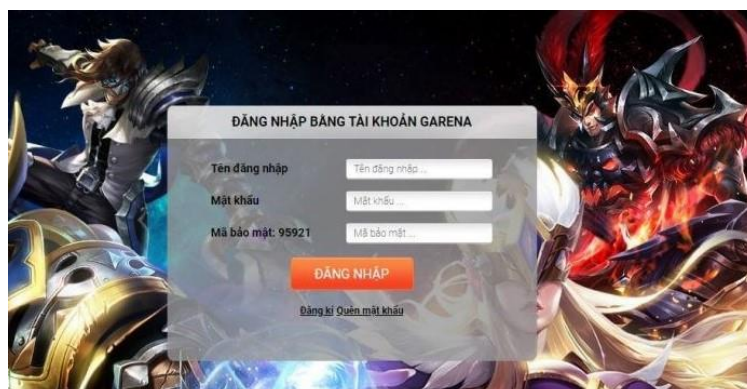 ĐĂNG NHẬP BẰNG TÀI KHOẢN GARENA
Tên đăng nhập Tên đăng nhập ...
Mật khẩu Mật khẩu ...
Mã bảo mật: 95921 Mã bảo mật ...
ĐĂNG NHẬP
Đăng kí Quên mật khẩu